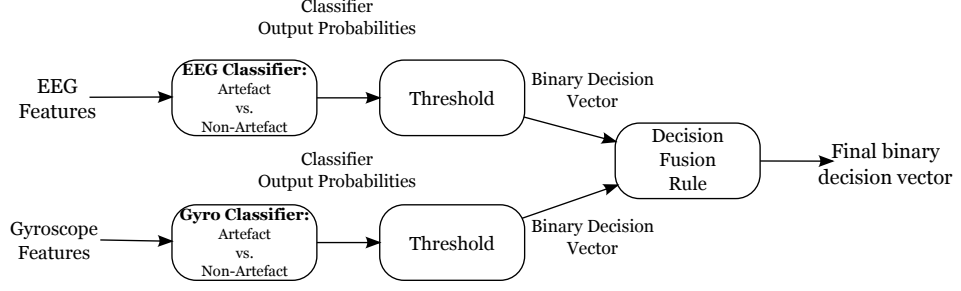 Classifier
Output Probabilities
EEG
Features
EEG Classifier:
Artefact
vs.
Non-Artefact
Threshold
Binary Decision
Vector
Decision
Fusion
Rule
Final binary
decision vector
Classifier
Output Probabilities
Gyroscope
Features
Gyro Classifier:
Artefact
vs.
Non-Artefact
Threshold
Binary Decision
Vector